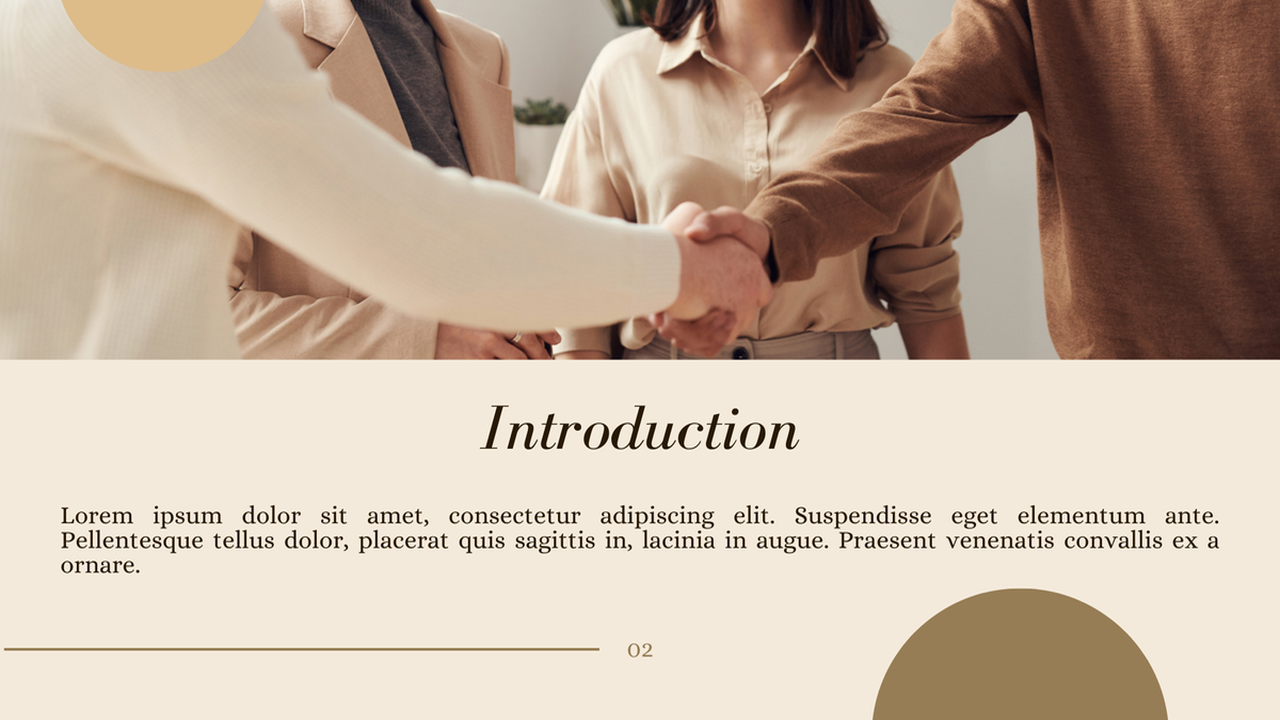 Introduction
Lorem ipsum dolor sit amet, consectetur adipiscing elit. Suspendisse eget elementum ante.
Pellentesque tellus dolor, placerat quis sagittis in, lacinia in augue. Praesent venenatis convallis ex a
ornare.
02